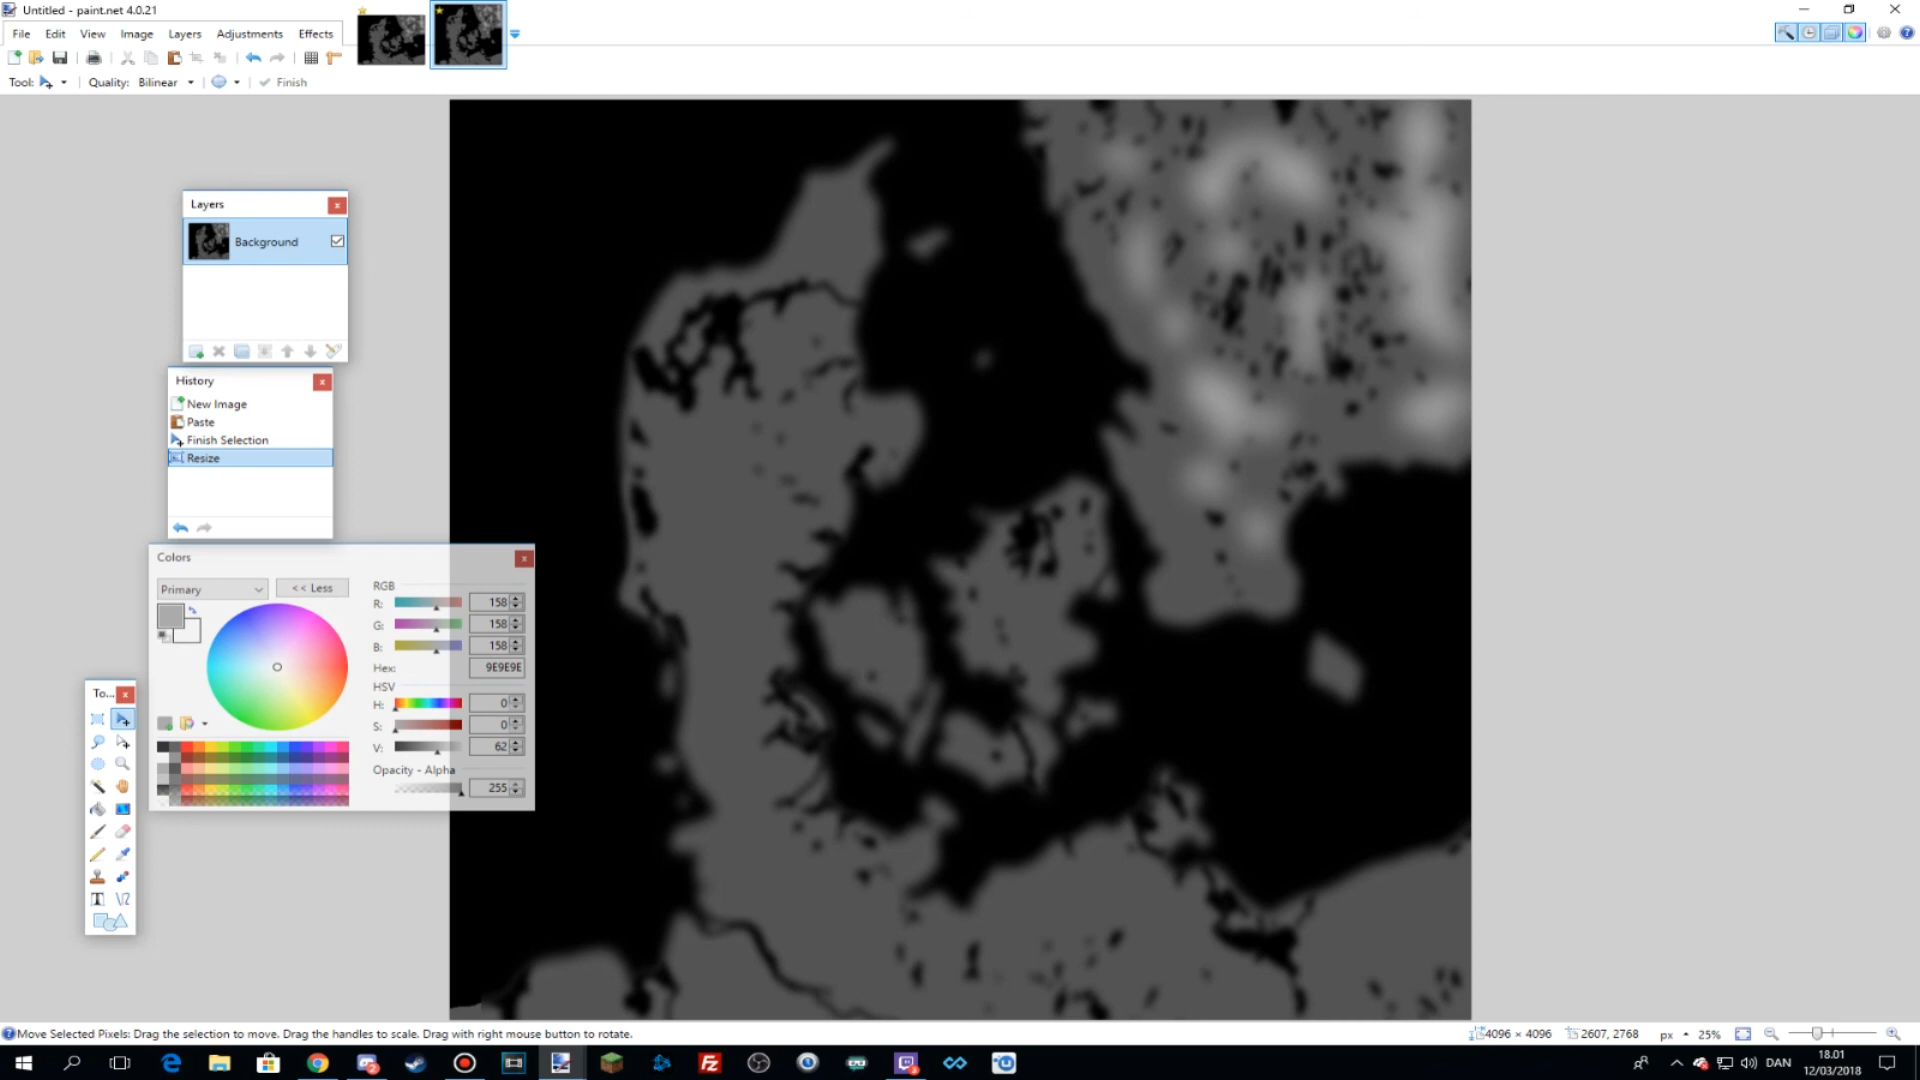 Untitled - paint.net 4.0.21
File Edit View Image Layers Adjustments Effects
Tool: Quality: Bilinear Finish
Layers
Background
History
New Image
Paste
Finish Selection
Resize
Colors
Primary << Less
RGB
R: 158
G: 158
B: 158
Hex: 9E9E9E
HSV
H: 0
S: 0
V: 62
Opacity - Alpha
255
To...
Move Selected Pixels: Drag the selection to move. Drag the handles to scale. Drag with right mouse button to rotate.
4096 × 4096 2607, 2768 px 25%
DAN
18.01
12/03/2018